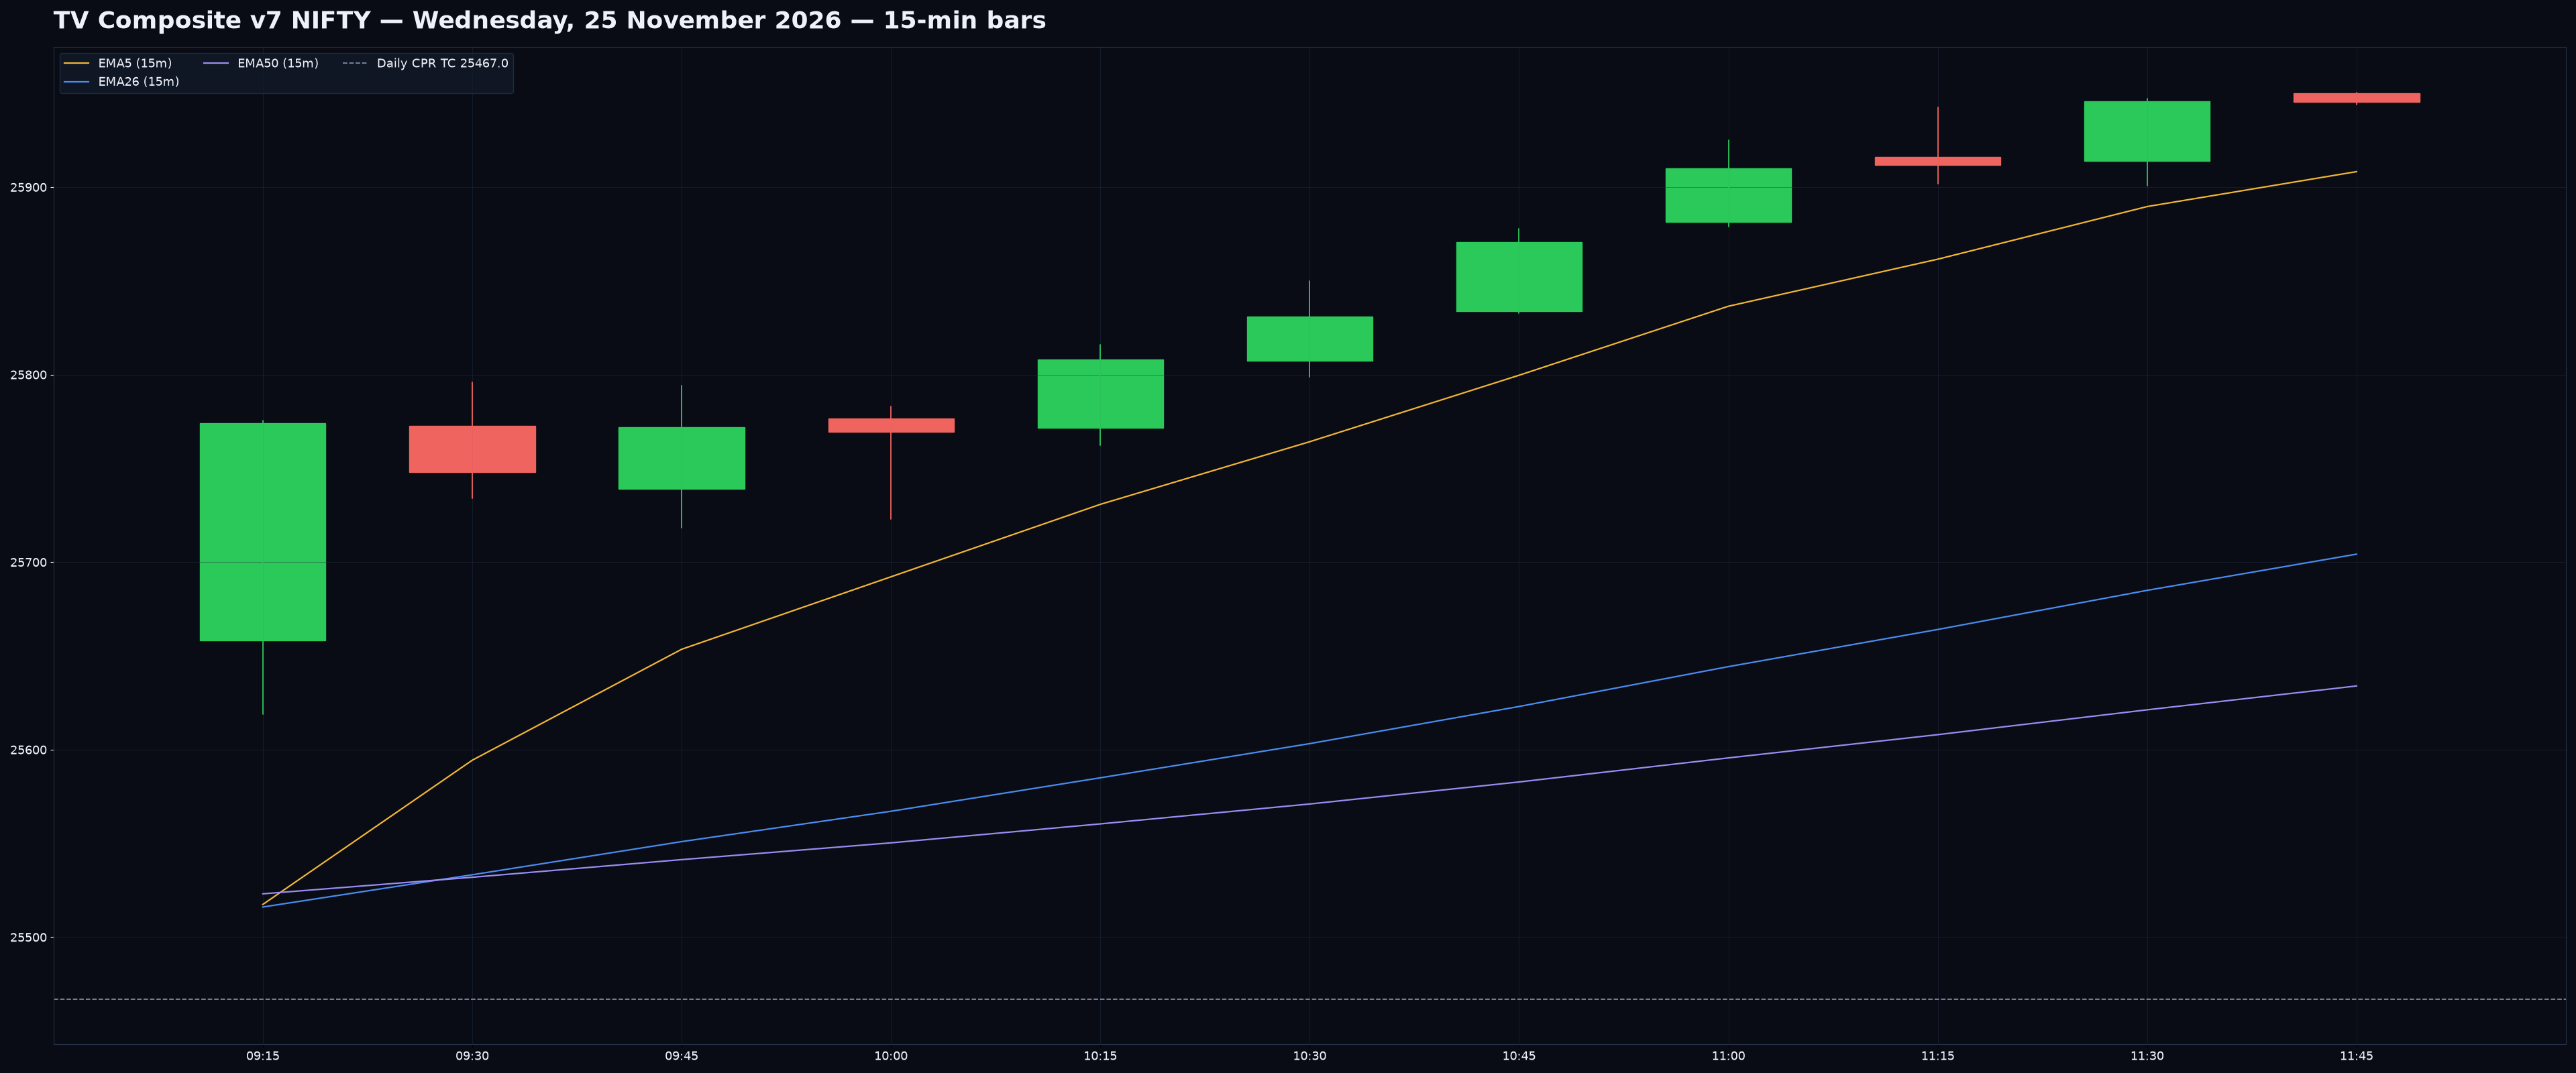 TV Composite v7 NIFTY — Wednesday, 25 November 2026 — 15-min bars
EMA5 (15m) EMA50 (15m) Daily CPR TC 25467.0
EMA26 (15m)
25900
25800
25700
25600
25500
09:15 09:30 09:45 10:00 10:15 10:30 10:45 11:00 11:15 11:30 11:45